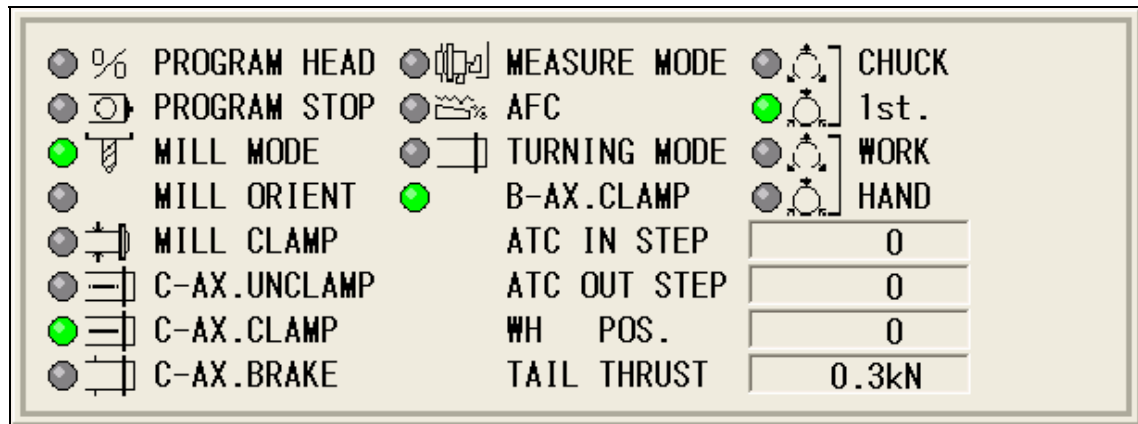 % PROGRAM HEAD MEASURE MODE CHUCK
PROGRAM STOP % AFC 1st.
MILL MODE TURNING MODE WORK
MILL ORIENT B-AX.CLAMP HAND
MILL CLAMP ATC IN STEP 0
C-AX.UNCLAMP ATC OUT STEP 0
C-AX.CLAMP WH POS. 0
C-AX.BRAKE TAIL THRUST 0.3kN